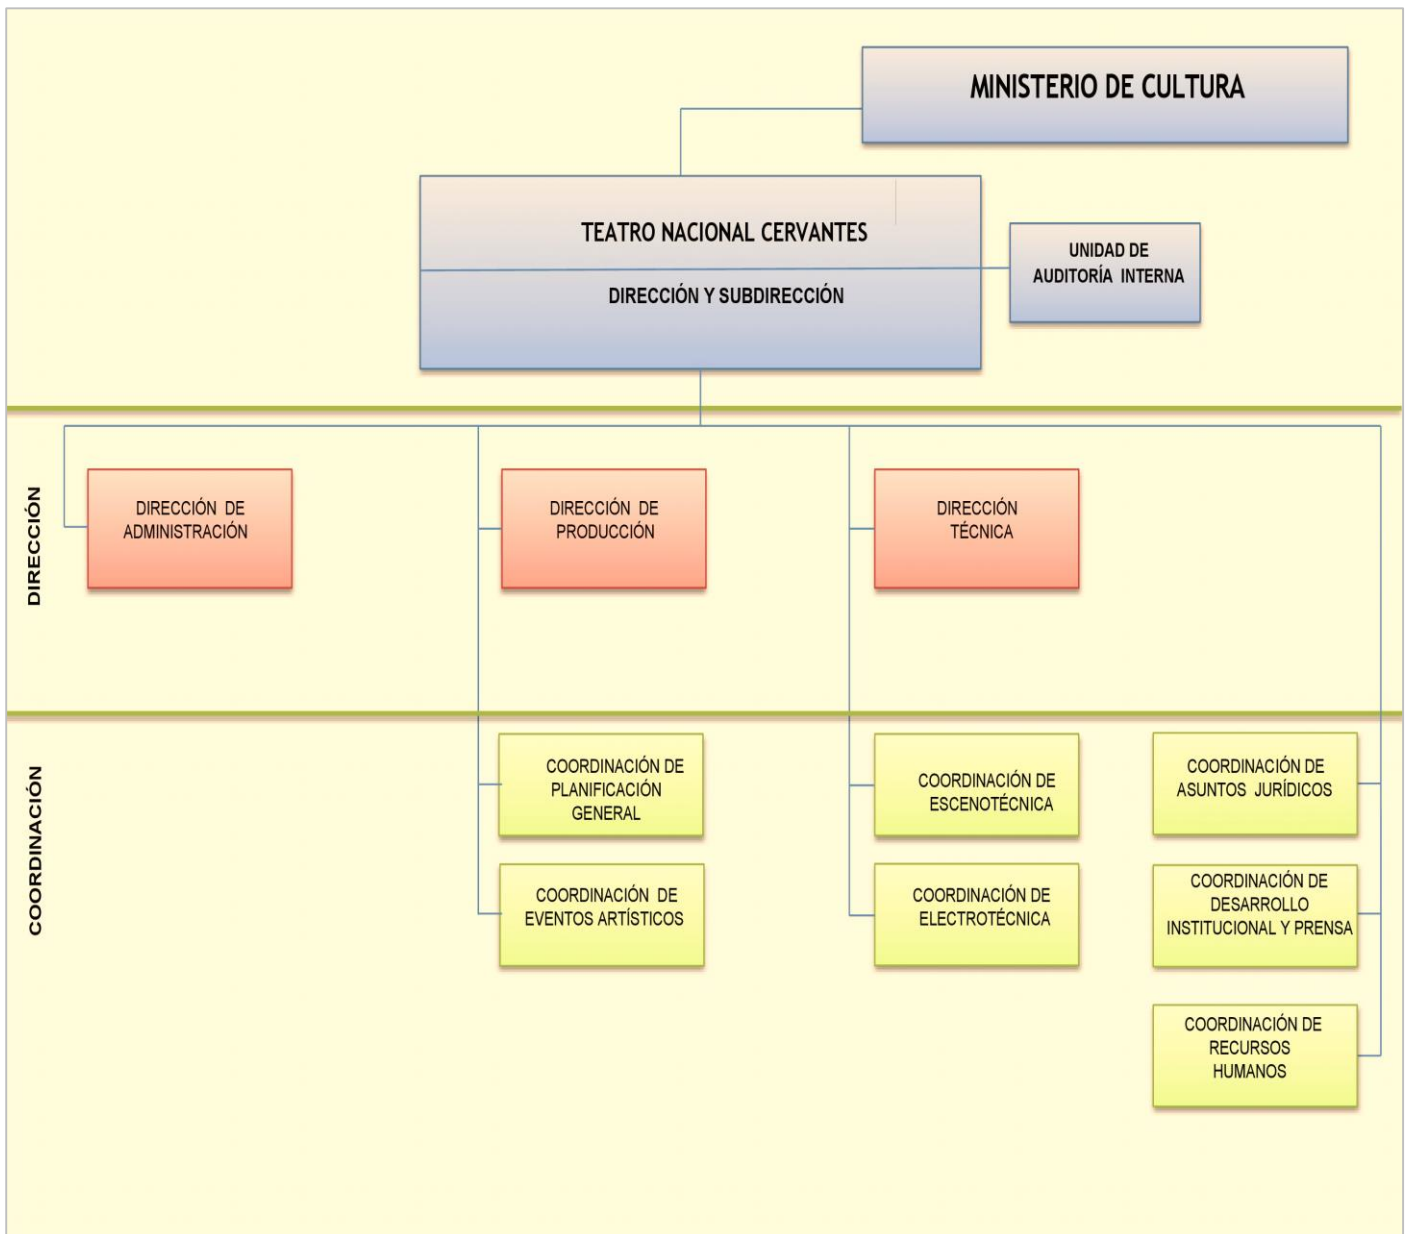 MINISTERIO DE CULTURA
TEATRO NACIONAL CERVANTES
DIRECCIÓN Y SUBDIRECCIÓN
UNIDAD DE
AUDITORÍA INTERNA
DIRECCIÓN
DIRECCIÓN DE
ADMINISTRACIÓN
DIRECCIÓN DE
PRODUCCIÓN
DIRECCIÓN
TÉCNICA
COORDINACIÓN
COORDINACIÓN DE
PLANIFICACIÓN
GENERAL
COORDINACIÓN DE
ESCENOTÉCNICA
COORDINACIÓN DE
ASUNTOS JURÍDICOS
COORDINACIÓN DE
EVENTOS ARTÍSTICOS
COORDINACIÓN DE
ELECTROTÉCNICA
COORDINACIÓN DE
DESARROLLO
INSTITUCIONAL Y PRENSA
COORDINACIÓN DE
RECURSOS
HUMANOS